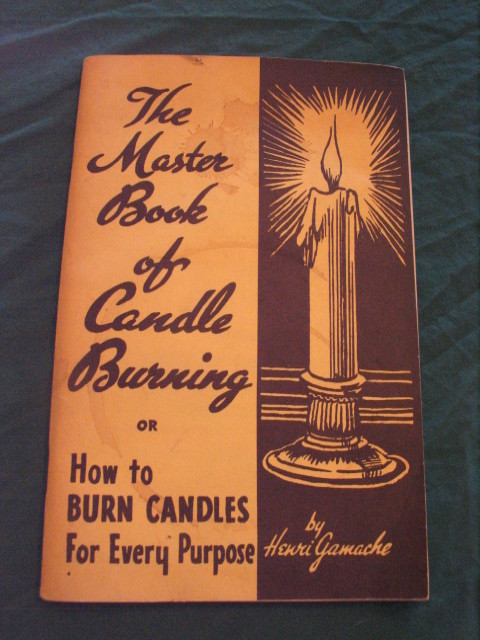 The
Master
Book
of
Candle
Burning
OR
How to
BURN CANDLES
For Every Purpose
by
Henri Gamache